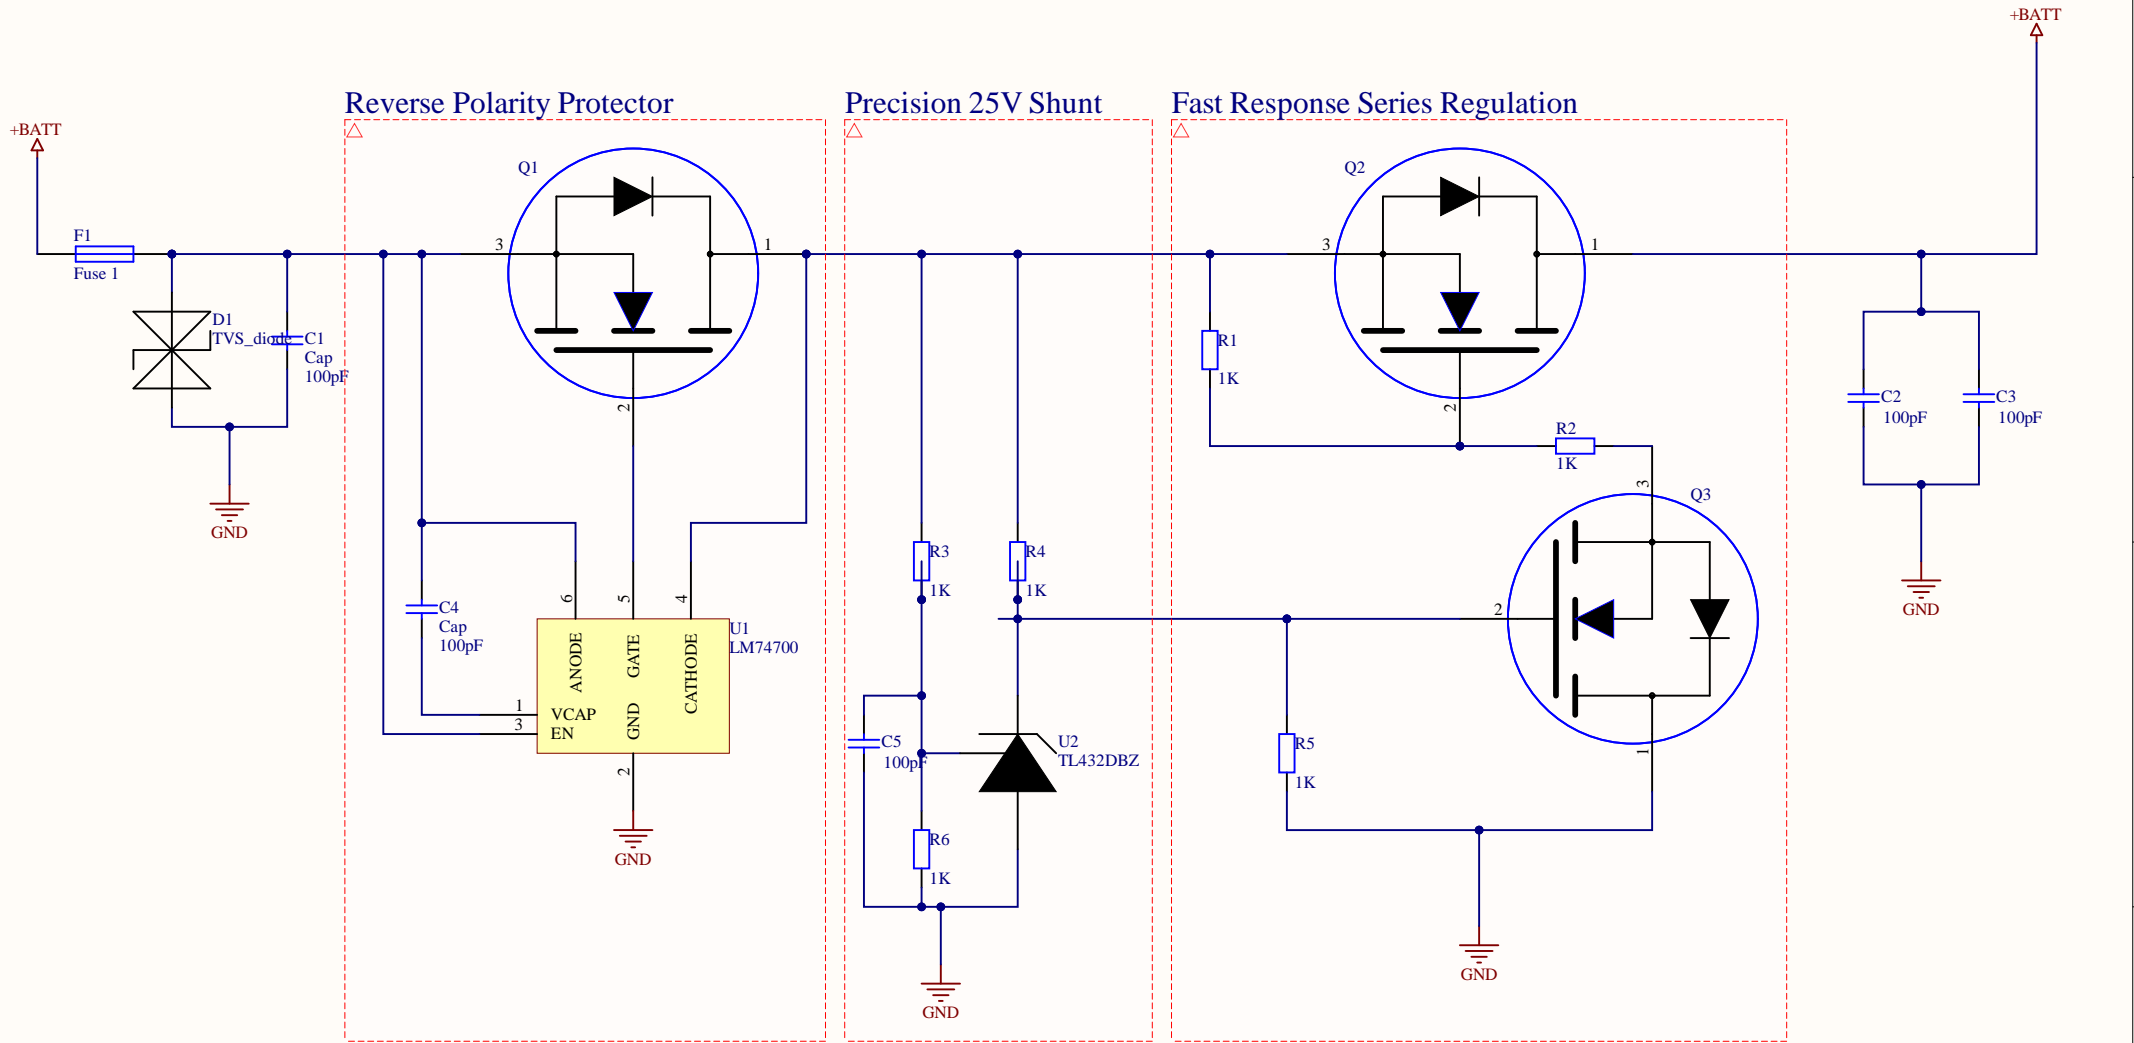 +BATT
+BATT
Reverse Polarity Protector
Precision 25V Shunt
Fast Response Series Regulation
F1
Fuse 1
D1
TVS_diode
C1
Cap
100pF
Q1
3
1
2
C4
Cap
100pF
6
5
4
ANODE
GATE
CATHODE
U1
LM74700
1
VCAP
3
EN
GND
2
GND
GND
R3
1K
R4
1K
C5
100pF
U2
TL432DBZ
R6
1K
GND
Q2
3
1
2
R1
1K
R2
1K
3
Q3
2
1
R5
1K
GND
C2
100pF
C3
100pF
GND